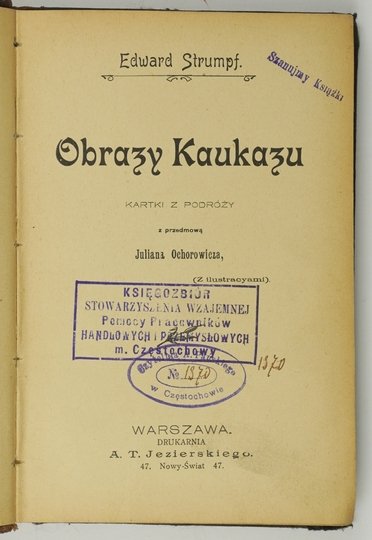 Edward Strumpf.
Szanujmy Książki
Obrazy Kaukazu
KARTKI Z PODRÓŻY
z przedmową
Juliana Ochorowicza,
(Z ilustracyami).
KSIĘGOZBIÓR
STOWARZYSZENIA WZAJEMNEJ
Pomocy Pracowników
HANDLOWYCH I PRZEMYSŁOWYCH
m. Częstochowy
№ 1370
w Częstochowie
1370
WARSZAWA.
DRUKARNIA
A. T. Jezierskiego.
47. Nowy-Świat 47.